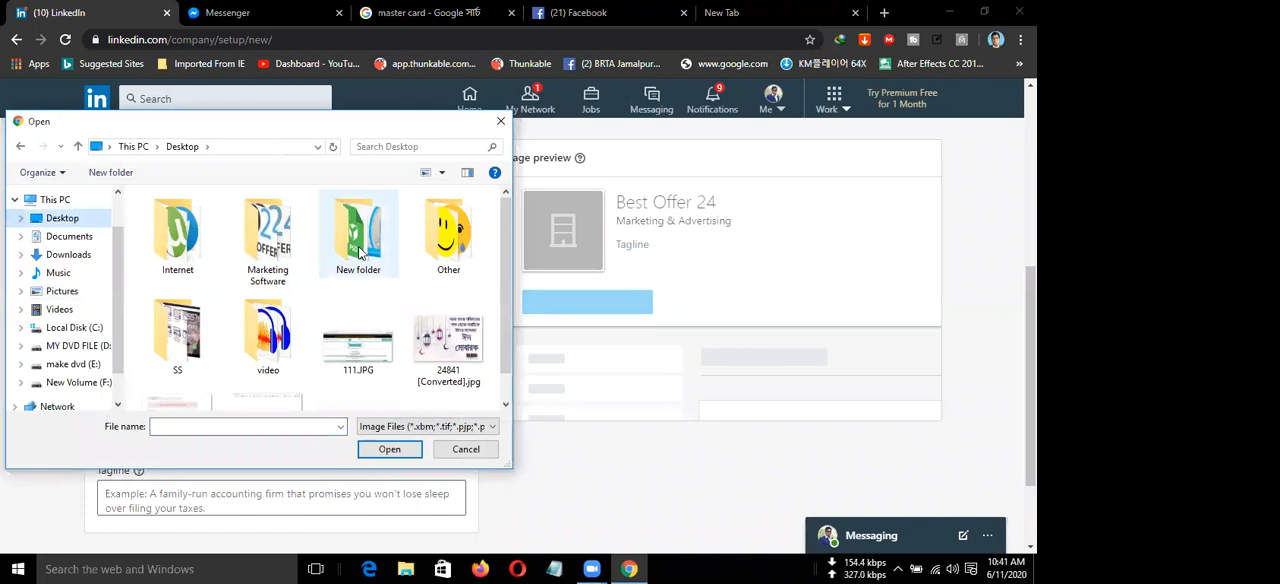 (10) LinkedIn
Messenger
master card - Google সার্চ
(21) Facebook
New Tab
linkedin.com/company/setup/new/
Apps
Suggested Sites
Imported From IE
Dashboard - YouTu...
app.thunkable.com...
Thunkable
(2) BRTA Jamalpur...
www.google.com
KM플레이어 64X
After Effects CC 201...
»
in
Search
Home
1
My Network
Jobs
Messaging
9
Notifications
Me
Work
Try Premium Free
for 1 Month
Open
This PC
Desktop
Search Desktop
Organize
New folder
This PC
Desktop
Documents
Downloads
Music
Pictures
Videos
Local Disk (C:)
MY DVD FILE (D:
make dvd (E:)
New Volume (F:)
Network
Internet
Marketing
Software
New folder
Other
SS
video
111.JPG
24841
[Converted].jpg
File name:
Image Files (*.xbm;*.tif;*.pjp;*.p
Open
Cancel
age preview
Best Offer 24
Marketing & Advertising
Tagline
Tagline
Example: A family-run accounting firm that promises you won't lose sleep
over filing your taxes.
Messaging
Search the web and Windows
154.4 kbps
327.0 kbps
10:41 AM
6/11/2020